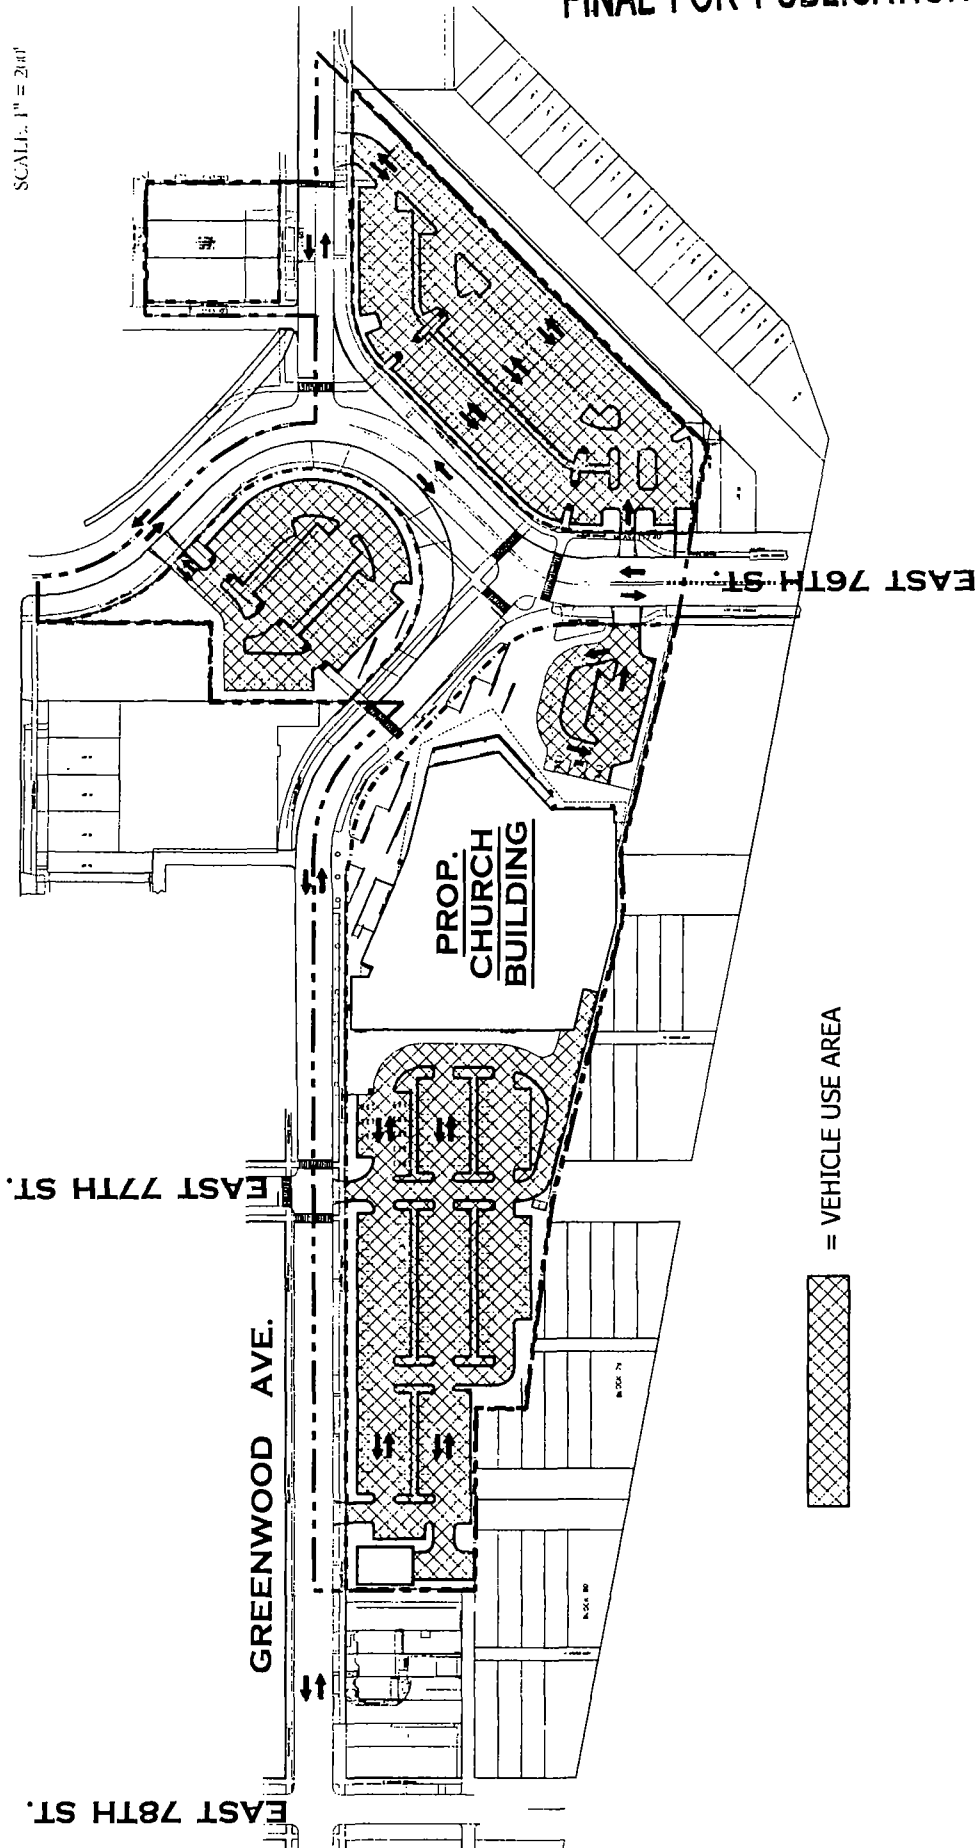 FINAL FOR PUBLICATION
SCALE. 1" = 200'
EAST 76TH ST.
PROP.
CHURCH
BUILDING
EAST 77TH ST.
GREENWOOD AVE.
EAST 78TH ST.
= VEHICLE USE AREA